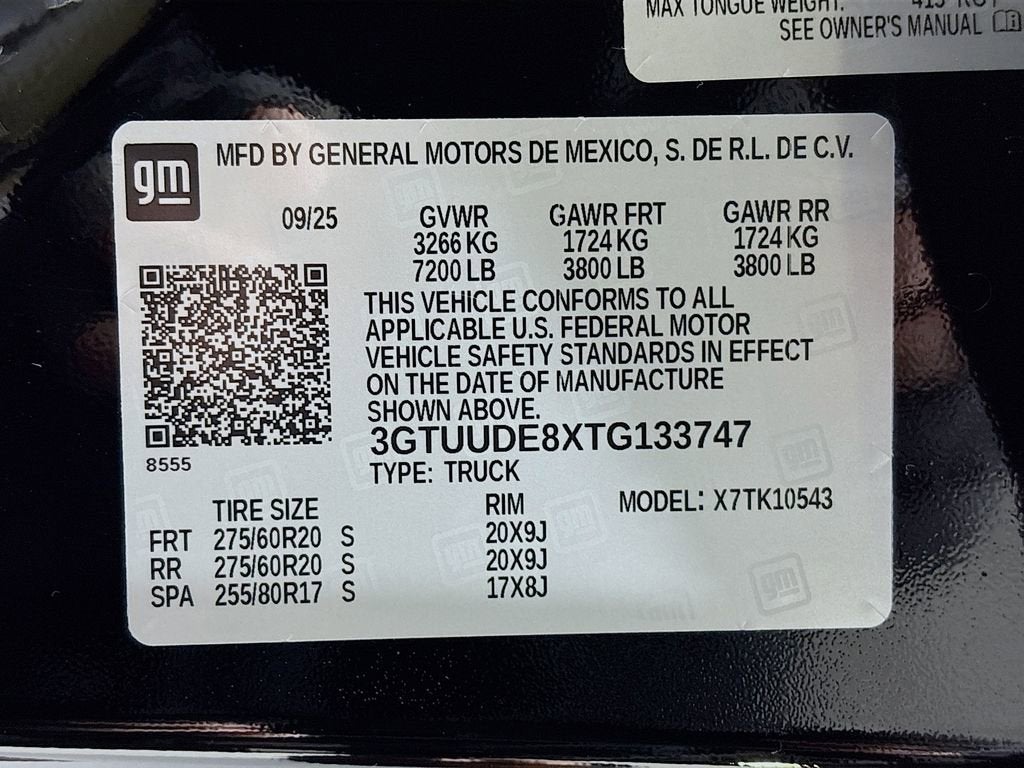 MAX TONGUE WEIGHT:
SEE OWNER'S MANUAL
gm
MFD BY GENERAL MOTORS DE MEXICO, S. DE R.L. DE C.V.
09/25 GVWR GAWR FRT GAWR RR
3266 KG 1724 KG 1724 KG
7200 LB 3800 LB 3800 LB
THIS VEHICLE CONFORMS TO ALL
APPLICABLE U.S. FEDERAL MOTOR
VEHICLE SAFETY STANDARDS IN EFFECT
ON THE DATE OF MANUFACTURE
SHOWN ABOVE.
3GTUUDE8XTG133747
8555
TYPE: TRUCK
TIRE SIZE RIM MODEL: X7TK10543
FRT 275/60R20 S 20X9J
RR 275/60R20 S 20X9J
SPA 255/80R17 S 17X8J